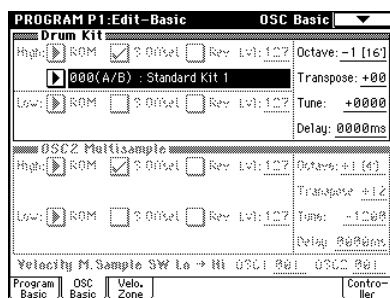 PROGRAM P1:Edit-Basic OSC Basic
Drum Kit
High: ROM S.Offset Rev Lvl:127 Octave: -1 [16']
000(A/B) : Standard Kit 1 Transpose: +00
Low: ROM S.Offset Rev Lvl:127 Tune: +0000
Delay: 0000ms
OSC2 Multisample
High: ROM S.Offset Rev Lvl:127 Octave: +1 [4']
Transpose +12
Low: ROM S.Offset Rev Lvl:127 Tune: -1200
Delay 0000ms
Velocity M.Sample SW Lo → Hi OSC1 001 OSC2 001
Program Basic OSC Basic Velo. Zone Contro-ller